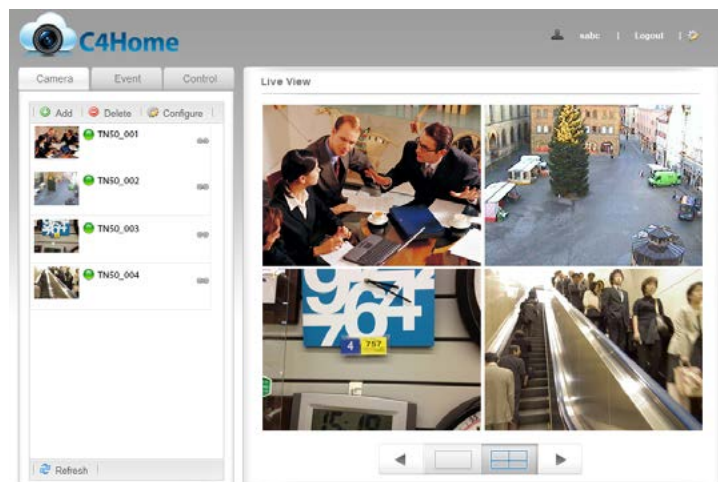 C4Home
sabc | Logout |
Camera Event Control
Live View
Add Delete Configure
TN50_001
TN50_002
TN50_003
TN50_004
4 757
15:19
Refresh